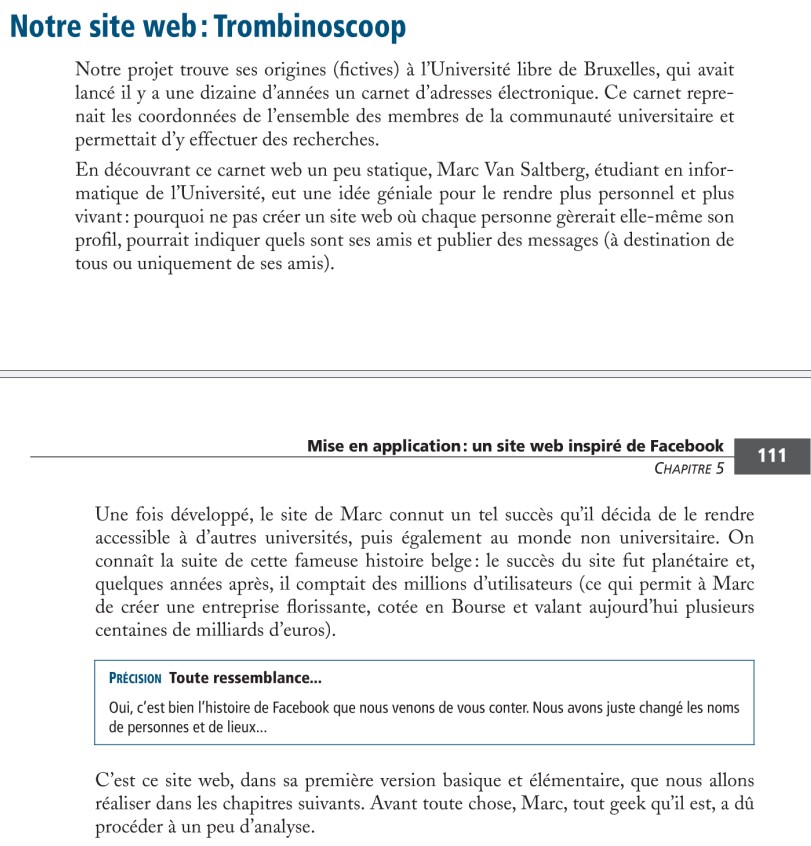 Notre site web : Trombinoscoop
Notre projet trouve ses origines (fictives) à l’Université libre de Bruxelles, qui avait
lancé il y a une dizaine d’années un carnet d’adresses électronique. Ce carnet repre-
nait les coordonnées de l’ensemble des membres de la communauté universitaire et
permettait d’y effectuer des recherches.
En découvrant ce carnet web un peu statique, Marc Van Saltberg, étudiant en infor-
matique de l’Université, eut une idée géniale pour le rendre plus personnel et plus
vivant : pourquoi ne pas créer un site web où chaque personne gèrerait elle-même son
profil, pourrait indiquer quels sont ses amis et publier des messages (à destination de
tous ou uniquement de ses amis).
Mise en application : un site web inspiré de Facebook
CHAPITRE 5
111
Une fois développé, le site de Marc connut un tel succès qu’il décida de le rendre
accessible à d’autres universités, puis également au monde non universitaire. On
connaît la suite de cette fameuse histoire belge : le succès du site fut planétaire et,
quelques années après, il comptait des millions d’utilisateurs (ce qui permit à Marc
de créer une entreprise florissante, cotée en Bourse et valant aujourd’hui plusieurs
centaines de milliards d’euros).
PRÉCISION Toute ressemblance...
Oui, c’est bien l’histoire de Facebook que nous venons de vous conter. Nous avons juste changé les noms
de personnes et de lieux...
C’est ce site web, dans sa première version basique et élémentaire, que nous allons
réaliser dans les chapitres suivants. Avant toute chose, Marc, tout geek qu’il est, a dû
procéder à un peu d’analyse.